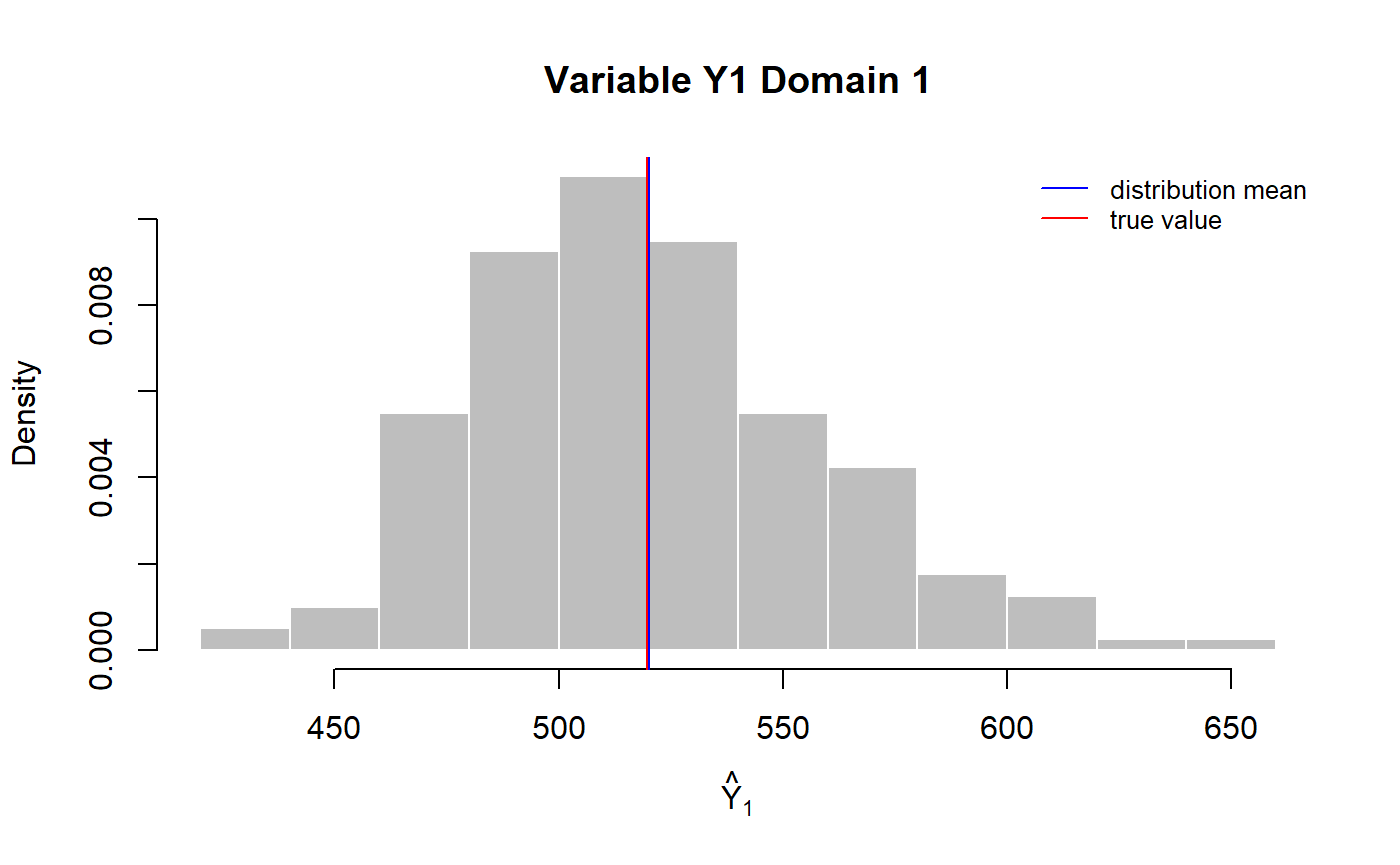 Variable Y1 Domain 1
distribution mean
true value
Density
0.008
0.004
0.000
450 500 550 600 650
Ŷ₁